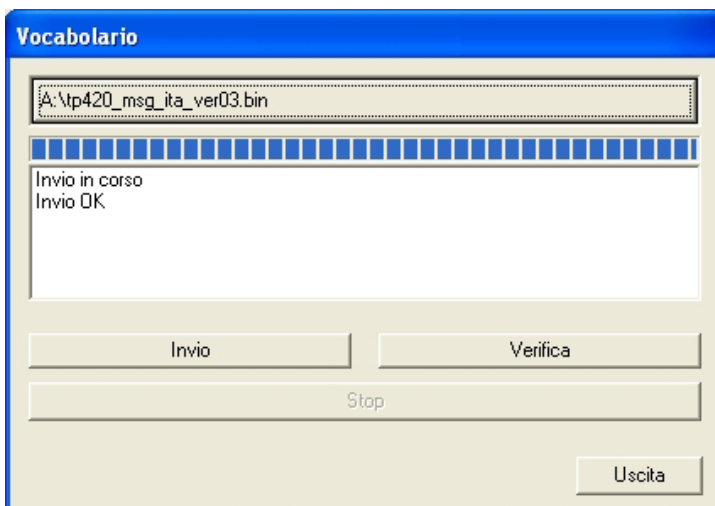 Vocabolario
A:\tp420_msg_ita_ver03.bin
Invio in corso
Invio OK
Invio
Verifica
Stop
Uscita